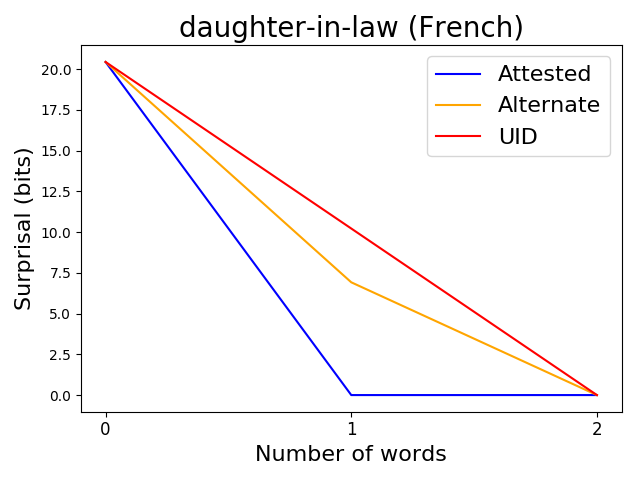 daughter-in-law (French)
Attested
Alternate
UID
Surprisal (bits)
20.0
17.5
15.0
12.5
10.0
7.5
5.0
2.5
0.0
0 1 2
Number of words